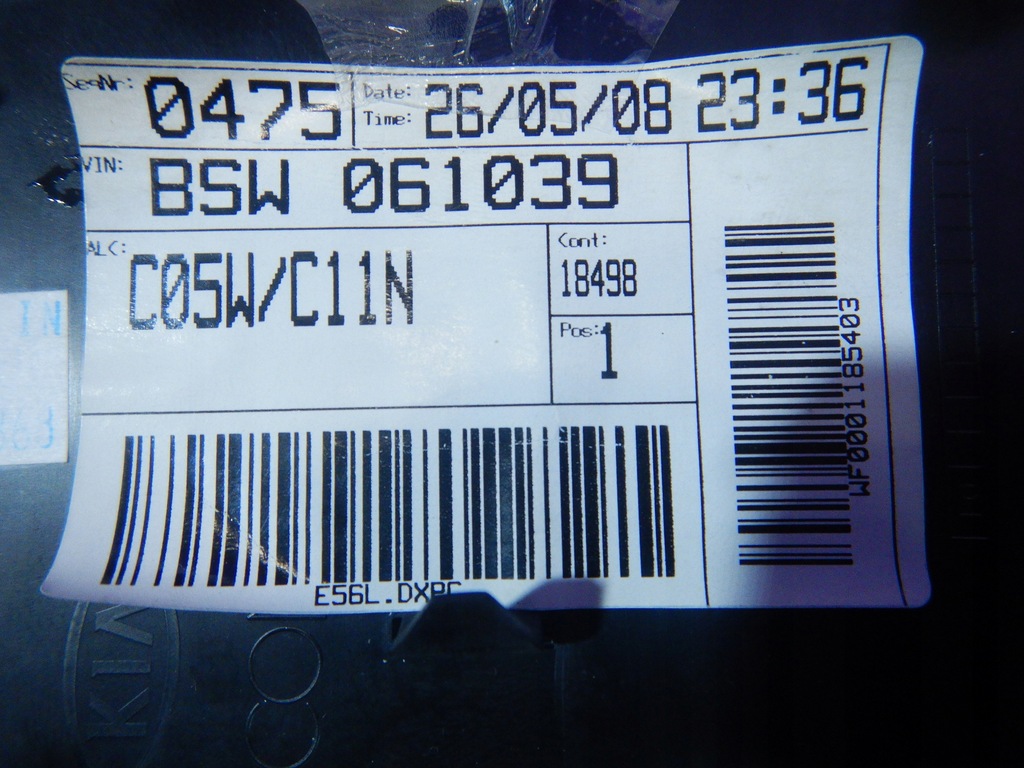 SeqNr: 0475 Date: Time: 26/05/08 23:36
VIN: BSW 061039
ALC: C05W/C11N
Cont: 18498
Pos: 1
WF0001185403
E56L.DXPC
IN
KIA